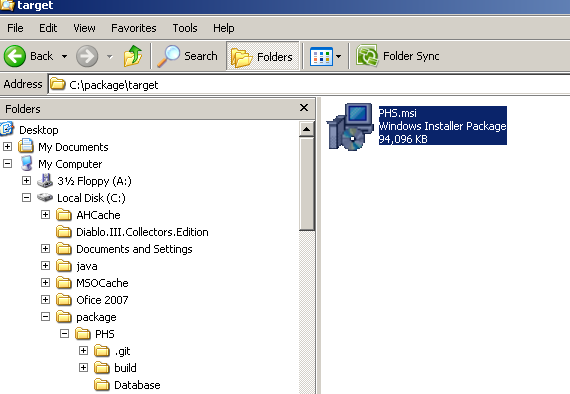 target
File Edit View Favorites Tools Help
Back Search Folders Folder Sync
Address C:\package\target
Folders
Desktop
My Documents
My Computer
3½ Floppy (A:)
Local Disk (C:)
AHCache
Diablo.III.Collectors.Edition
Documents and Settings
java
MSOCache
Ofice 2007
package
PHS
.git
build
Database
PHS.msi
Windows Installer Package
94,096 KB